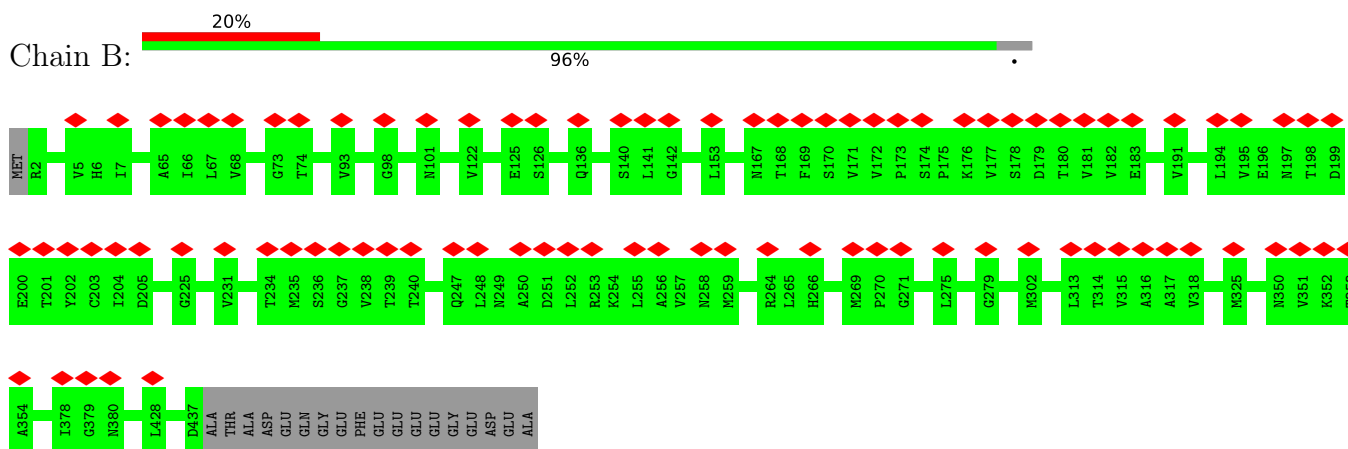 20%
Chain B:
96%
.
MET R2 V5 H6 I7 A65 I66 L67 V68 G73 T74 V93 G98 N101 V122 E125 S126 Q136 S140 L141 G142 L153 N167 T168 F169 S170 V171 V172 P173 S174 P175 K176 V177 S178 D179 T180 V181 V182 E183 V191 L194 V195 E196 N197 T198 D199
E200 T201 Y202 C203 T204 D205 G225 V231 T234 M235 S236 G237 V238 T239 T240 Q247 L248 N249 A250 D251 L252 R253 K254 L255 A256 V257 N258 M259 R264 L265 H266 M269 P270 G271 L275 G279 M302 L313 T314 V315 A316 A317 V318 M325 N350 V351 K352
A354 I378 G379 N380 L428 D437 ALA THR ALA ASP GLU GLN GLY GLU PHE GLU GLU GLU GLU GLY GLU ASP GLU ALA